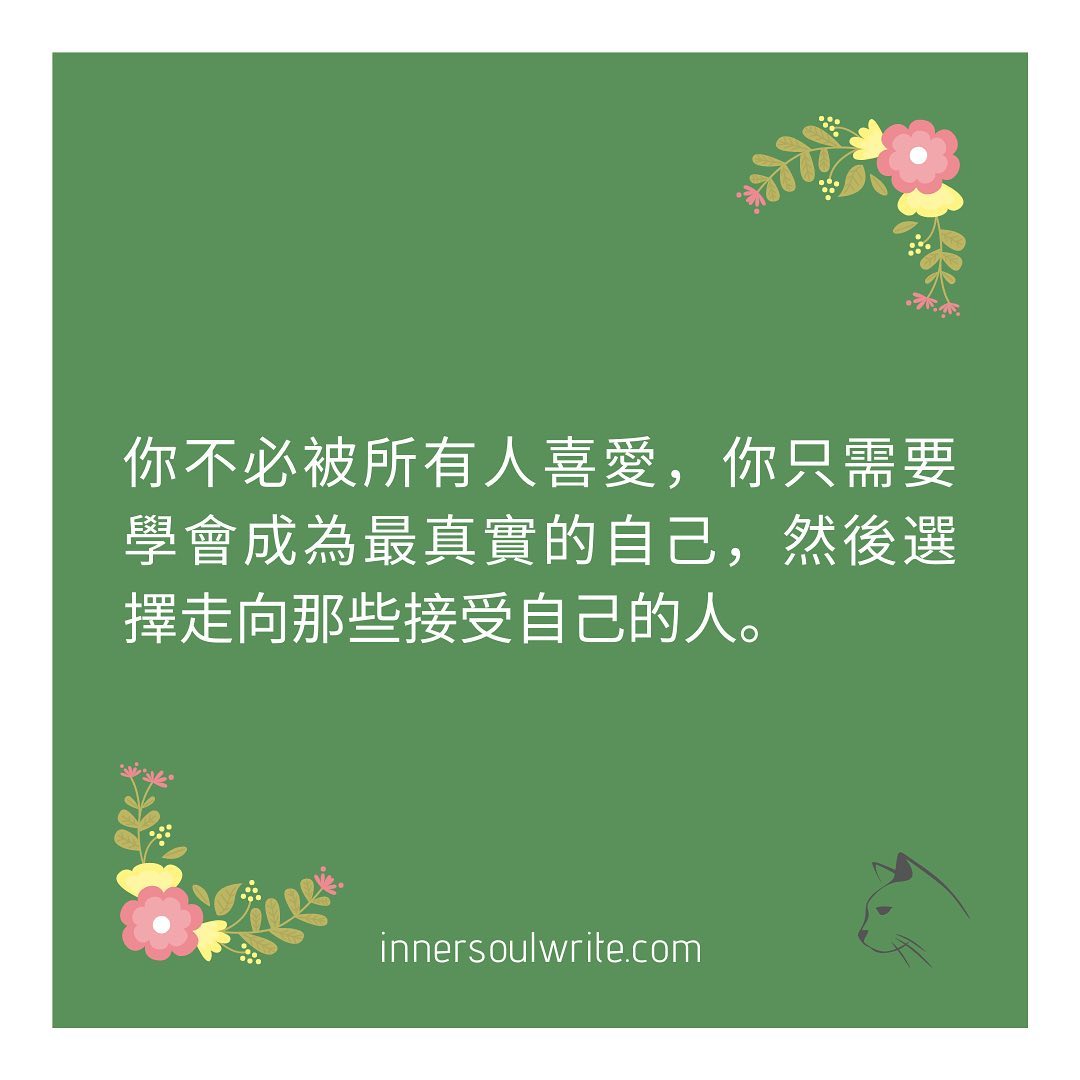 你不必被所有人喜愛，你只需要
學會成為最真實的自己，然後選
擇走向那些接受自己的人。
innersoulwrite.com